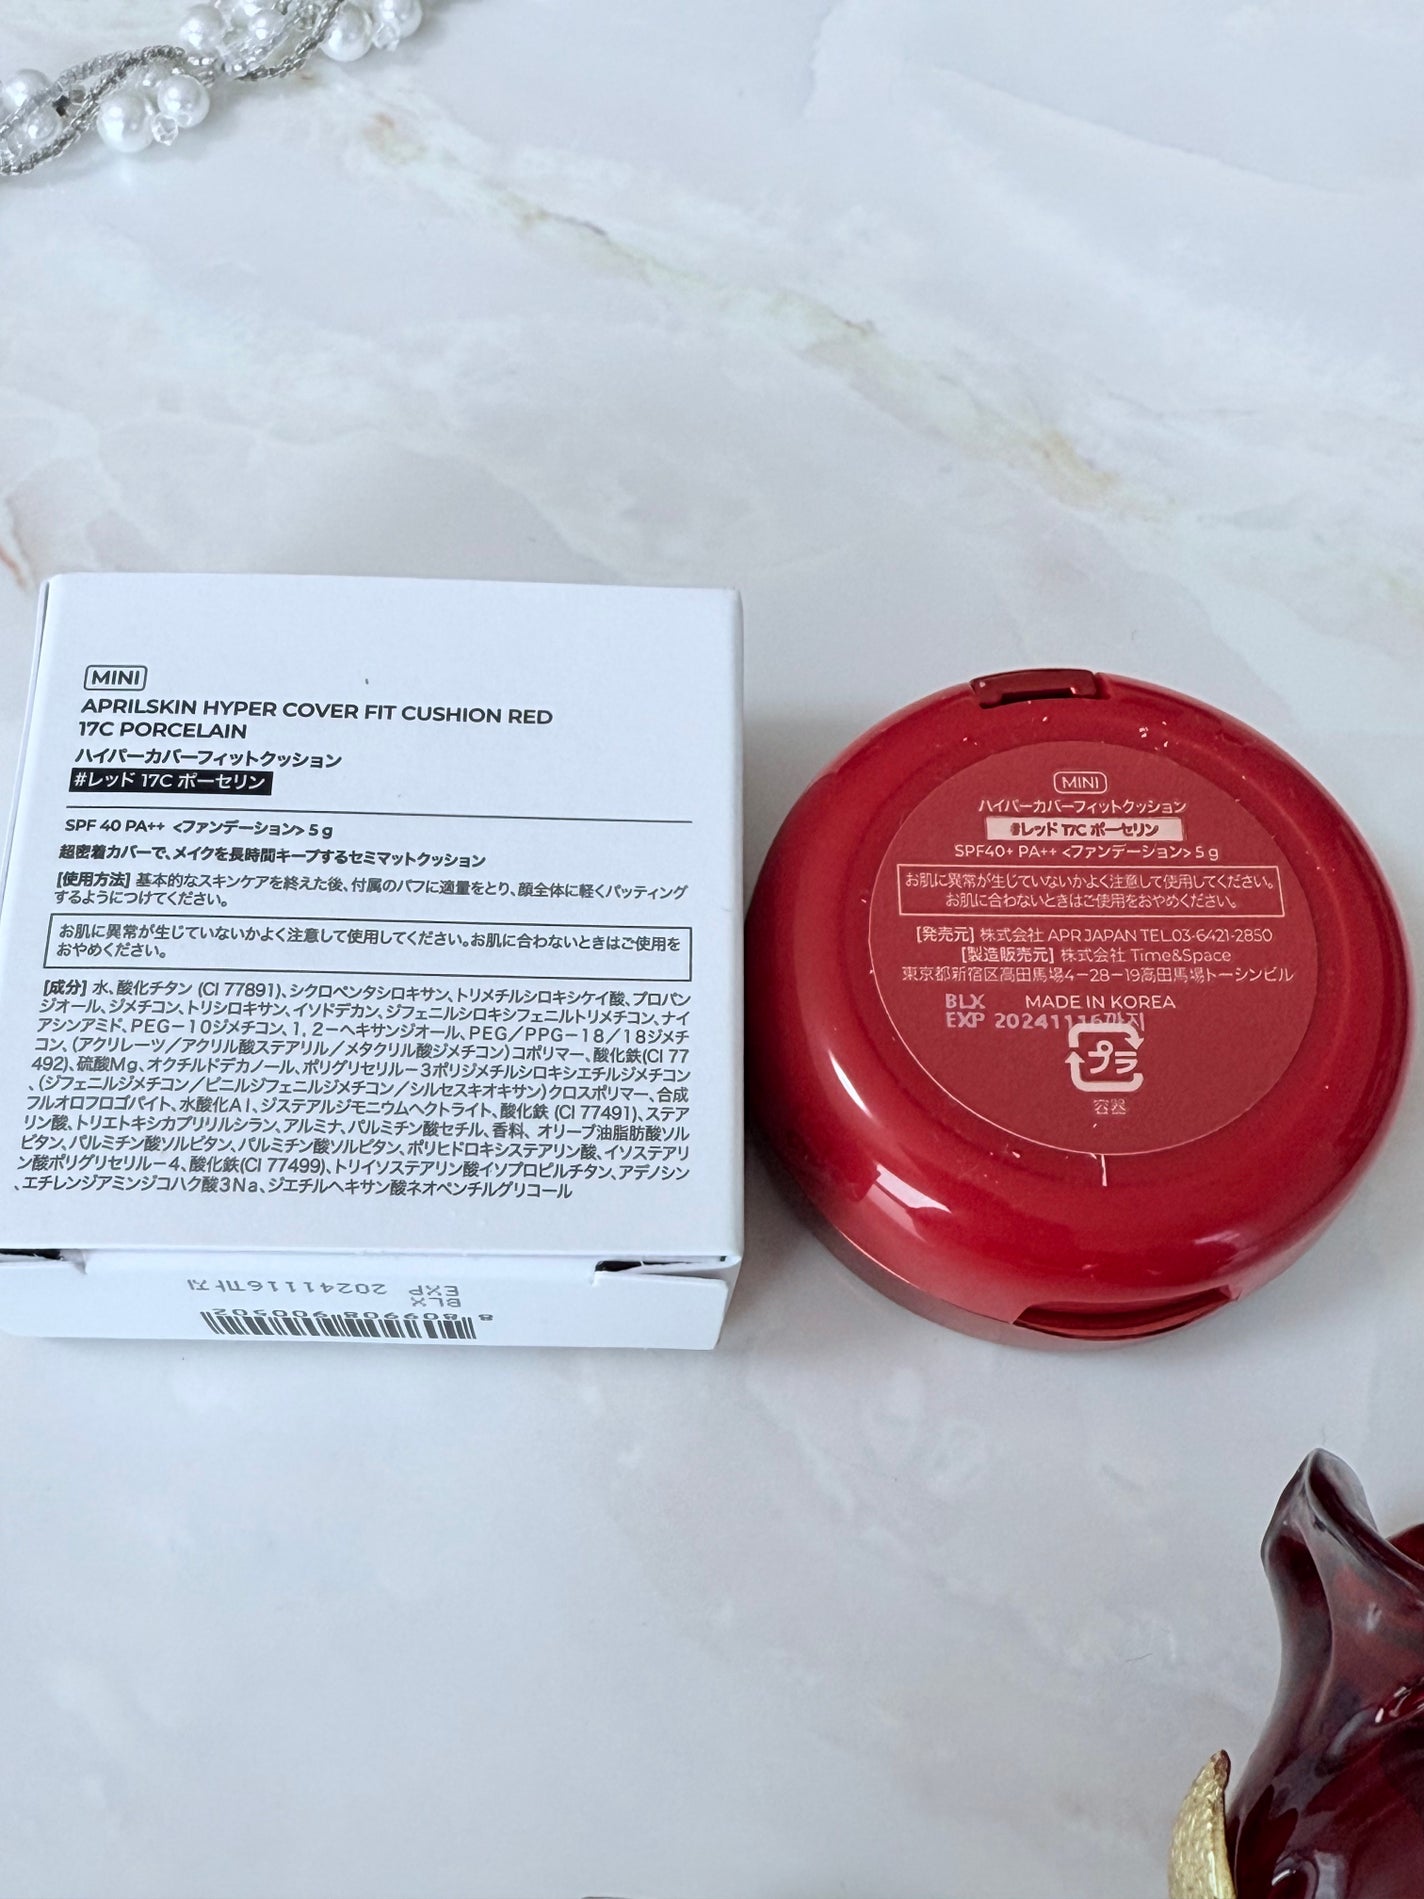 MINI
APRILSKIN HYPER COVER FIT CUSHION RED
17C PORCELAIN
ハイパーカバーフィットクッション
#レッド 17C ポーセリン
SPF 40 PA++ <ファンデーション> 5 g
超密着カバーで、メイクを長時間キープするセミマットクッション
[使用方法] 基本的なスキンケアを終えた後、付属のパフに適量をとり、顔全体に軽くパッティング
するようにつけてください。
お肌に異常が生じていないかよく注意して使用してください。お肌に合わないときはご使用を
おやめください。
[成分] 水、酸化チタン (CI 77891)、シクロペンタシロキサン、トリメチルシロキシケイ酸、プロパン
ジオール、ジメチコン、トリシロキサン、イソドデカン、ジフェニルシロキシフェニルトリメチコン、ナイ
アシンアミド、PEG－10ジメチコン、1, 2－ヘキサンジオール、PEG／PPG－18／18ジメチ
コン、(アクリレーツ／アクリル酸ステアリル／メタクリル酸ジメチコン) コポリマー、酸化鉄(CI 77
492)、硫酸Mg、オクチルドデカノール、ポリグリセリル－3ポリジメチルシロキシエチルジメチコン
、(ジフェニルジメチコン／ビニルジフェニルジメチコン／シルセスキオキサン) クロスポリマー、合成
フルオロフロゴパイト、水酸化Al、ジステアルジモニウムヘクトライト、酸化鉄 (CI 77491)、ステア
リン酸、トリエトキシカプリリルシラン、アルミナ、パルミチン酸セチル、香料、オリーブ油脂肪酸ソル
ビタン、パルミチン酸ソルビタン、パルミチン酸ソルビタン、ポリヒドロキシステアリン酸、イソステアリ
ン酸ポリグリセリル－4、酸化鉄(CI 77499)、トリイソステアリン酸イソプロピルチタン、アデノシン
、エチレンジアミンジコハク酸3Na、ジエチルヘキサン酸ネオペンチルグリコール
BLX
EXP 20241116까지
8 809908 900502
MINI
ハイパーカバーフィットクッション
#レッド 17C ポーセリン
SPF40+ PA++ <ファンデーション> 5 g
お肌に異常が生じていないかよく注意して使用してください。
お肌に合わないときはご使用をおやめください。
[発売元] 株式会社 APR JAPAN TEL.03-6421-2850
[製造販売元] 株式会社 Time&Space
東京都新宿区高田馬場4－28－19高田馬場トーシンビル
BLX MADE IN KOREA
EXP 20241116까지
プラ
容器